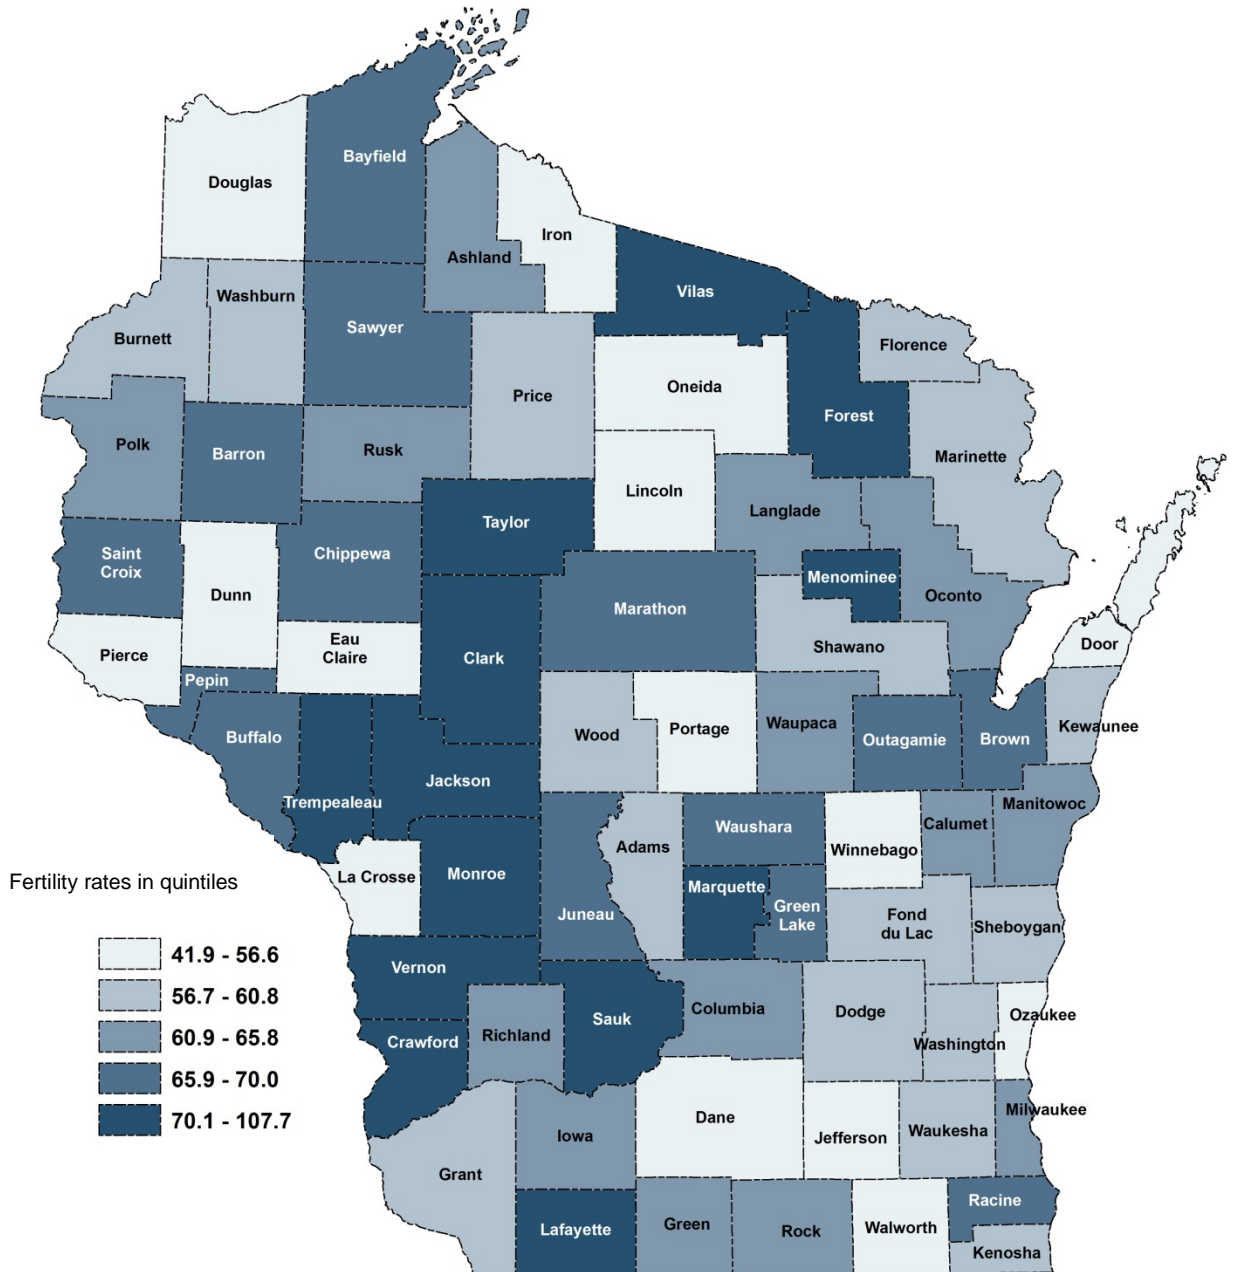 Bayfield
Douglas
Iron
Ashland
Vilas
Washburn
Sawyer
Burnett
Florence
Oneida
Price
Forest
Polk
Rusk
Barron
Marinette
Lincoln
Langlade
Taylor
Chippewa
Saint
Croix
Menominee
Dunn
Oconto
Marathon
Eau
Claire
Shawano
Door
Pierce
Clark
Pepin
Waupaca
Portage
Kewaunee
Wood
Buffalo
Outagamie
Brown
Jackson
Trempealeau
Manitowoc
Waushara
Calumet
Adams
Winnebago
La Crosse
Monroe
Marquette
Green
Lake
Juneau
Fond
du Lac
Sheboygan
Fertility rates in quintiles
41.9 - 56.6
56.7 - 60.8
60.9 - 65.8
65.9 - 70.0
70.1 - 107.7
Vernon
Columbia
Dodge
Ozaukee
Sauk
Richland
Crawford
Washington
Milwaukee
Dane
Waukesha
Iowa
Jefferson
Grant
Racine
Green
Lafayette
Rock
Walworth
Kenosha